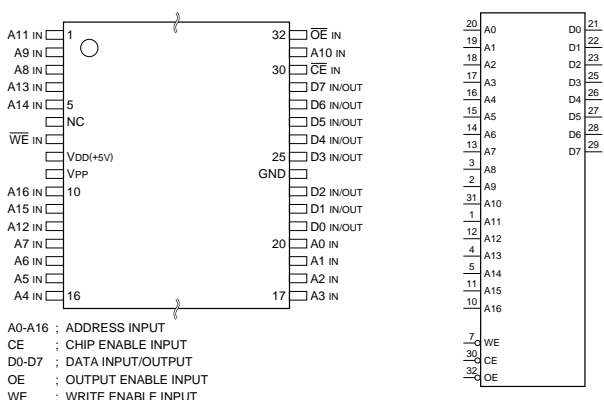 A11 IN 1 32 OE IN
A9 IN A10 IN
A8 IN 30 CE IN
A13 IN D7 IN/OUT
A14 IN 5 D6 IN/OUT
NC D5 IN/OUT
WE IN D4 IN/OUT
VDD(+5V) 25 D3 IN/OUT
VPP GND
A16 IN 10 D2 IN/OUT
A15 IN D1 IN/OUT
A12 IN D0 IN/OUT
A7 IN 20 A0 IN
A6 IN A1 IN
A5 IN A2 IN
A4 IN 16 17 A3 IN
A0-A16 ; ADDRESS INPUT
CE ; CHIP ENABLE INPUT
D0-D7 ; DATA INPUT/OUTPUT
OE ; OUTPUT ENABLE INPUT
WE ; WRITE ENABLE INPUT
20 A0 D0 21
19 A1 D1 22
18 A2 D2 23
17 A3 D3 25
16 A4 D4 26
15 A5 D5 27
14 A6 D6 28
13 A7 D7 29
3 A8
2 A9
31 A10
1 A11
12 A12
4 A13
5 A14
11 A15
10 A16
7 WE
30 CE
32 OE